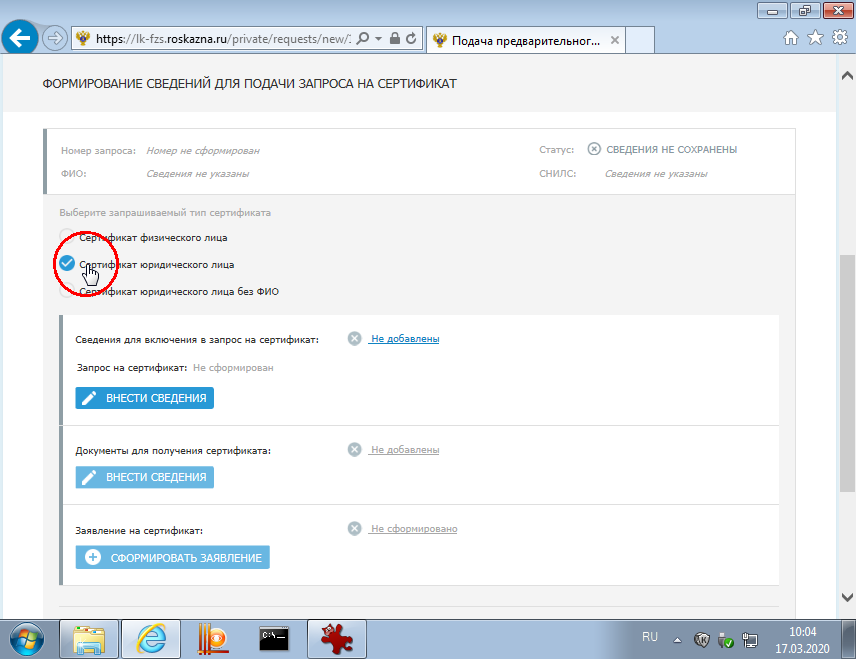 https://lk-fzs.roskazna.ru/private/requests/new/
Подача предварительног...
ФОРМИРОВАНИЕ СВЕДЕНИЙ ДЛЯ ПОДАЧИ ЗАПРОСА НА СЕРТИФИКАТ
Номер запроса: Номер не сформирован
Статус: СВЕДЕНИЯ НЕ СОХРАНЕНЫ
ФИО: Сведения не указаны
СНИЛС: Сведения не указаны
Выберите запрашиваемый тип сертификата
Сертификат физического лица
Сертификат юридического лица
Сертификат юридического лица без ФИО
Сведения для включения в запрос на сертификат: Не добавлены
Запрос на сертификат: Не сформирован
ВНЕСТИ СВЕДЕНИЯ
Документы для получения сертификата: Не добавлены
ВНЕСТИ СВЕДЕНИЯ
Заявление на сертификат: Не сформировано
СФОРМИРОВАТЬ ЗАЯВЛЕНИЕ
C:\_
RU
10:04
17.03.2020